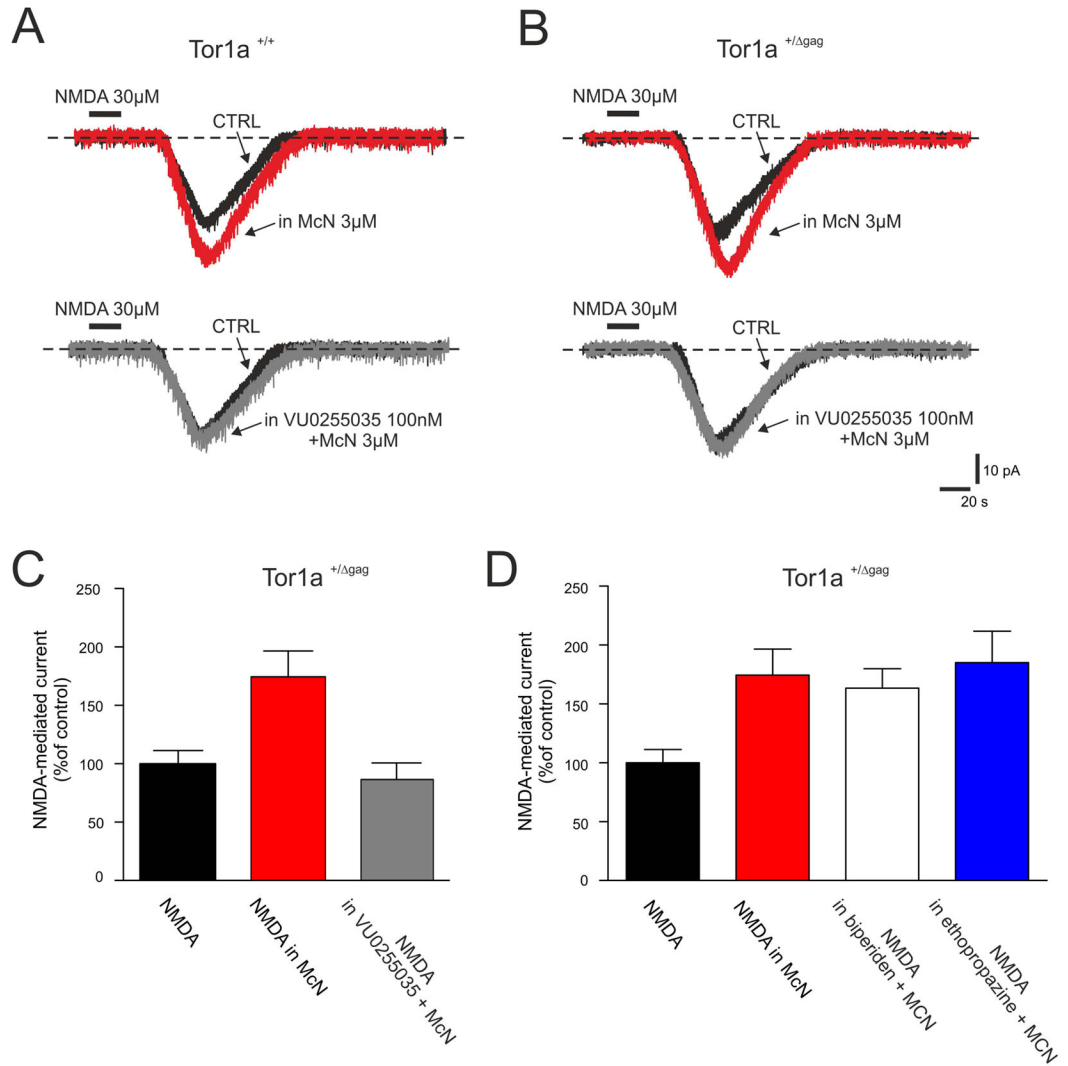 A
Tor1a +/+
NMDA 30µM
CTRL
in McN 3µM
NMDA 30µM
CTRL
in VU0255035 100nM
+McN 3µM
B
Tor1a +/Δgag
NMDA 30µM
CTRL
in McN 3µM
NMDA 30µM
CTRL
in VU0255035 100nM
+McN 3µM
10 pA
20 s
C
Tor1a +/Δgag
NMDA-mediated current
(%of control)
250
200
150
100
50
0
NMDA
NMDA in McN
NMDA
in VU0255035 + McN
D
Tor1a +/Δgag
NMDA-mediated current
(%of control)
250
200
150
100
50
0
NMDA
NMDA in McN
NMDA
in biperiden + MCN
NMDA
in ethopropazine + MCN